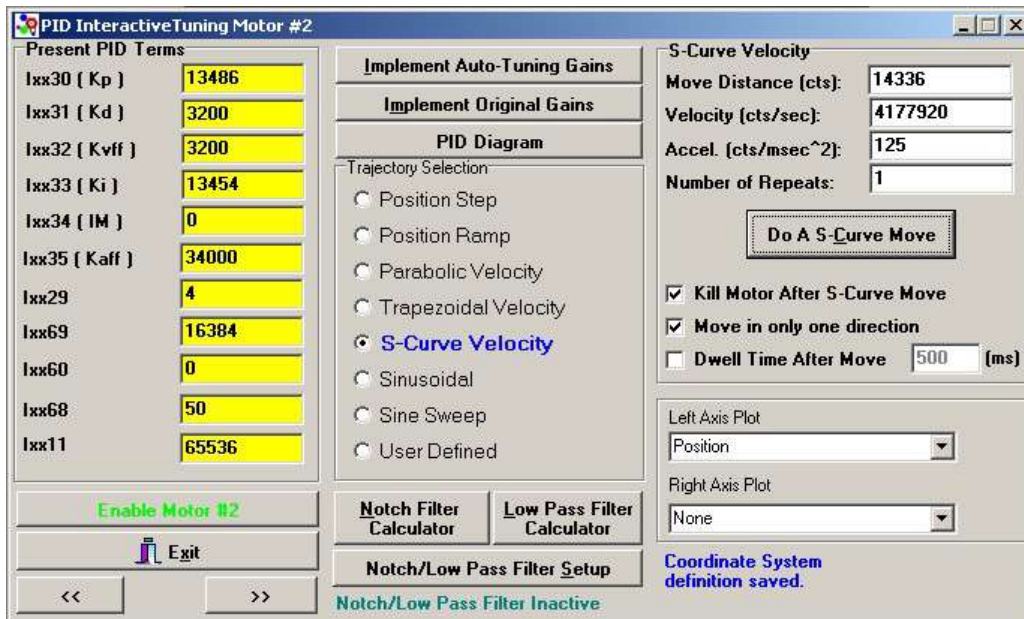 PID InteractiveTuning Motor #2
Present PID Terms
Ixx30 ( Kp ) 13486
Ixx31 ( Kd ) 3200
Ixx32 ( Kvff ) 3200
Ixx33 ( Ki ) 13454
Ixx34 ( IM ) 0
Ixx35 ( Kaff ) 34000
Ixx29 4
Ixx69 16384
Ixx60 0
Ixx68 50
Ixx11 65536
Enable Motor #2
Exit
<< >>
Implement Auto-Tuning Gains
Implement Original Gains
PID Diagram
Trajectory Selection
Position Step
Position Ramp
Parabolic Velocity
Trapezoidal Velocity
S-Curve Velocity
Sinusoidal
Sine Sweep
User Defined
Notch Filter Calculator
Low Pass Filter Calculator
Notch/Low Pass Filter Setup
Notch/Low Pass Filter Inactive
S-Curve Velocity
Move Distance (cts): 14336
Velocity (cts/sec): 4177920
Accel. (cts/msec^2): 125
Number of Repeats: 1
Do A S-Curve Move
Kill Motor After S-Curve Move
Move in only one direction
Dwell Time After Move 500 (ms)
Left Axis Plot
Position
Right Axis Plot
None
Coordinate System
definition saved.